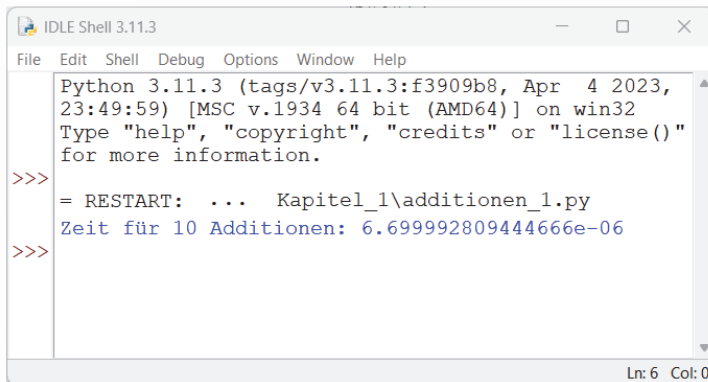 IDLE Shell 3.11.3
File Edit Shell Debug Options Window Help
Python 3.11.3 (tags/v3.11.3:f3909b8, Apr  4 2023,
23:49:59) [MSC v.1934 64 bit (AMD64)] on win32
Type "help", "copyright", "credits" or "license()"
for more information.
>>>
= RESTART:  ...  Kapitel_1\additionen_1.py
Zeit für 10 Additionen: 6.699992809444666e-06
>>>
Ln: 6 Col: 0